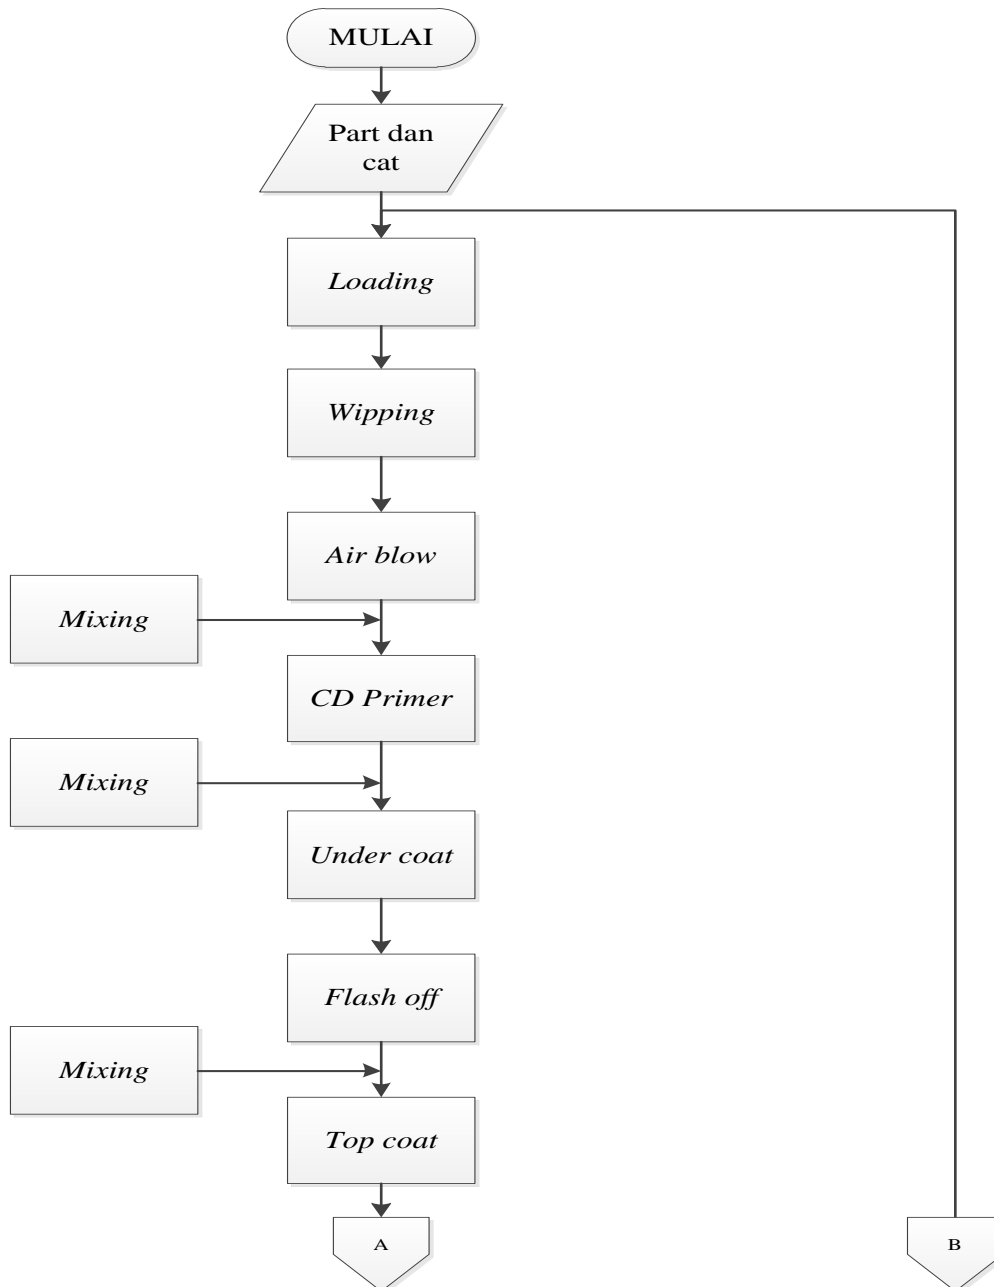 MULAI
Part dan
cat
Loading
Wipping
Air blow
Mixing
CD Primer
Mixing
Under coat
Flash off
Mixing
Top coat
A
B